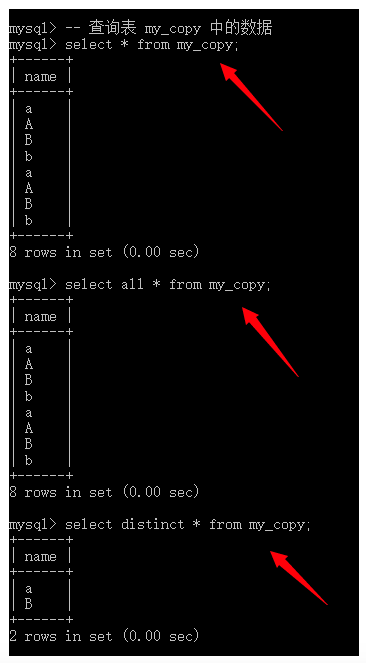 mysql> -- 查询表 my_copy 中的数据
mysql> select * from my_copy;
+------+
| name |
+------+
| a    |
| A    |
| B    |
| b    |
| a    |
| A    |
| B    |
| b    |
+------+
8 rows in set (0.00 sec)
mysql> select all * from my_copy;
+------+
| name |
+------+
| a    |
| A    |
| B    |
| b    |
| a    |
| A    |
| B    |
| b    |
+------+
8 rows in set (0.00 sec)
mysql> select distinct * from my_copy;
+------+
| name |
+------+
| a    |
| B    |
+------+
2 rows in set (0.00 sec)